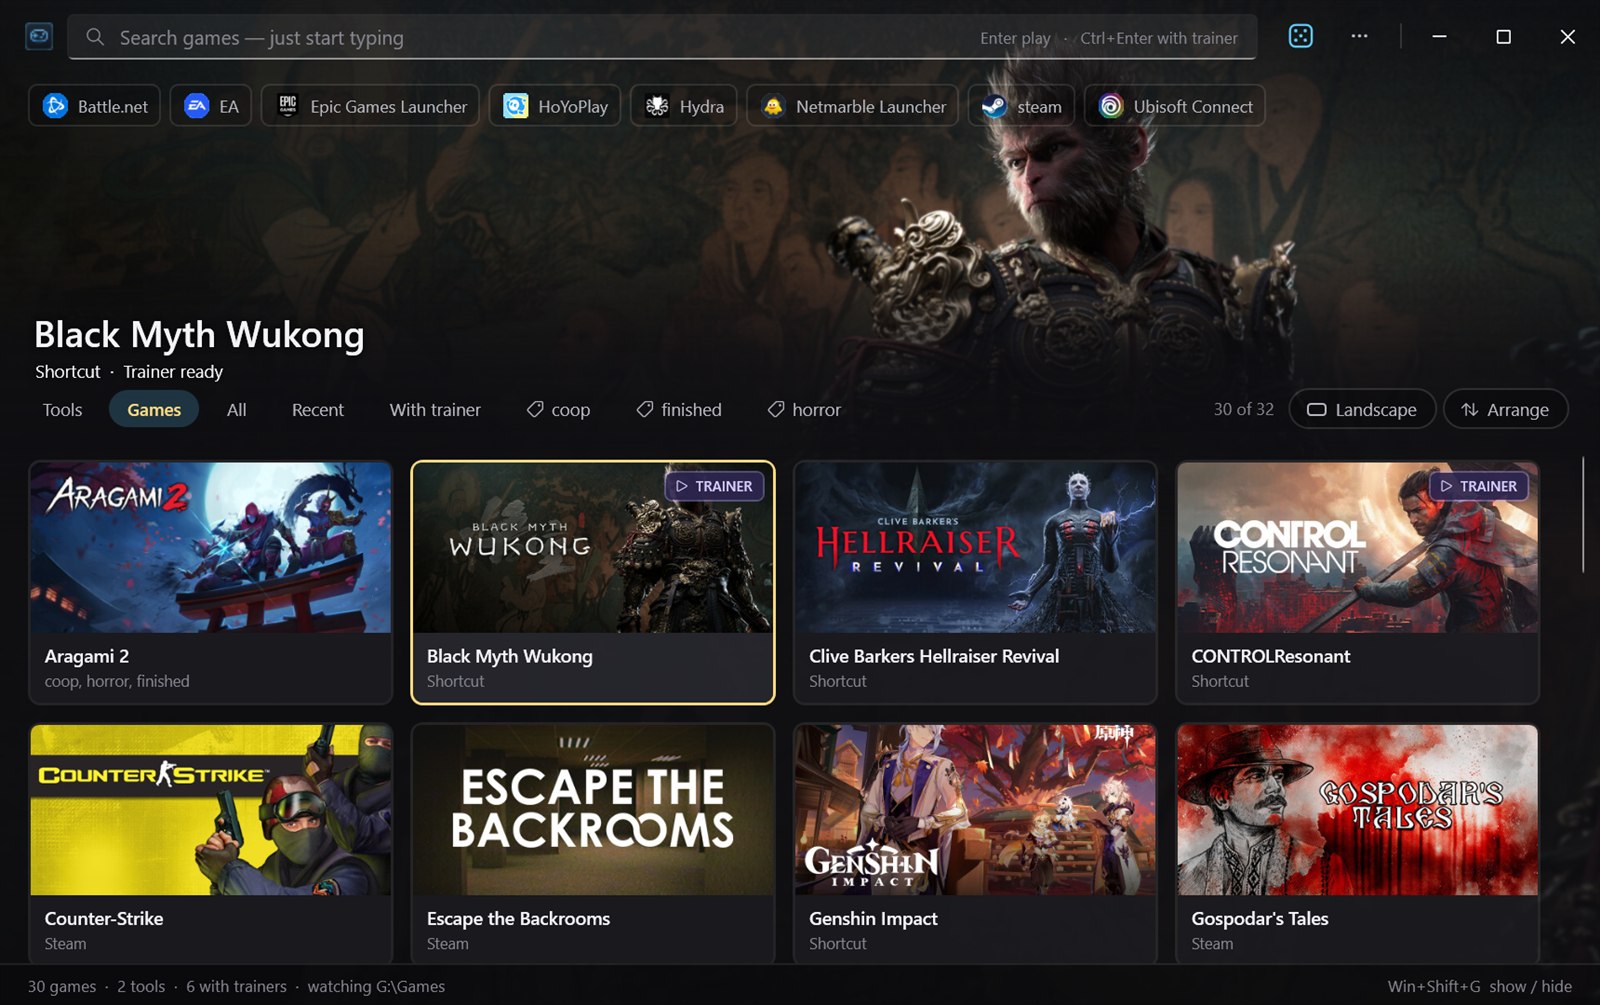 Search games — just start typing
Enter play · Ctrl+Enter with trainer
Battle.net
EA
EPIC GAMES
Epic Games Launcher
HoYoPlay
Hydra
Netmarble Launcher
steam
Ubisoft Connect
Black Myth Wukong
Shortcut · Trainer ready
Tools
Games
All
Recent
With trainer
coop
finished
horror
30 of 32
Landscape
Arrange
ARAGAMI 2
Aragami 2
coop, horror, finished
TRAINER
BLACK MYTH
WUKONG
Black Myth Wukong
Shortcut
CLIVE BARKER'S
HELLRAISER
REVIVAL
Clive Barkers Hellraiser Revival
Shortcut
TRAINER
CONTROL
RESONANT
CONTROLResonant
Shortcut
COUNTER STRIKE
Counter-Strike
Steam
ESCAPE THE
BACKROOMS
Escape the Backrooms
Steam
原神
GENSHIN
IMPACT
Genshin Impact
Shortcut
GOSPODAR'S
TALES
Gospodar's Tales
Steam
30 games · 2 tools · 6 with trainers · watching G:\Games
Win+Shift+G show / hide